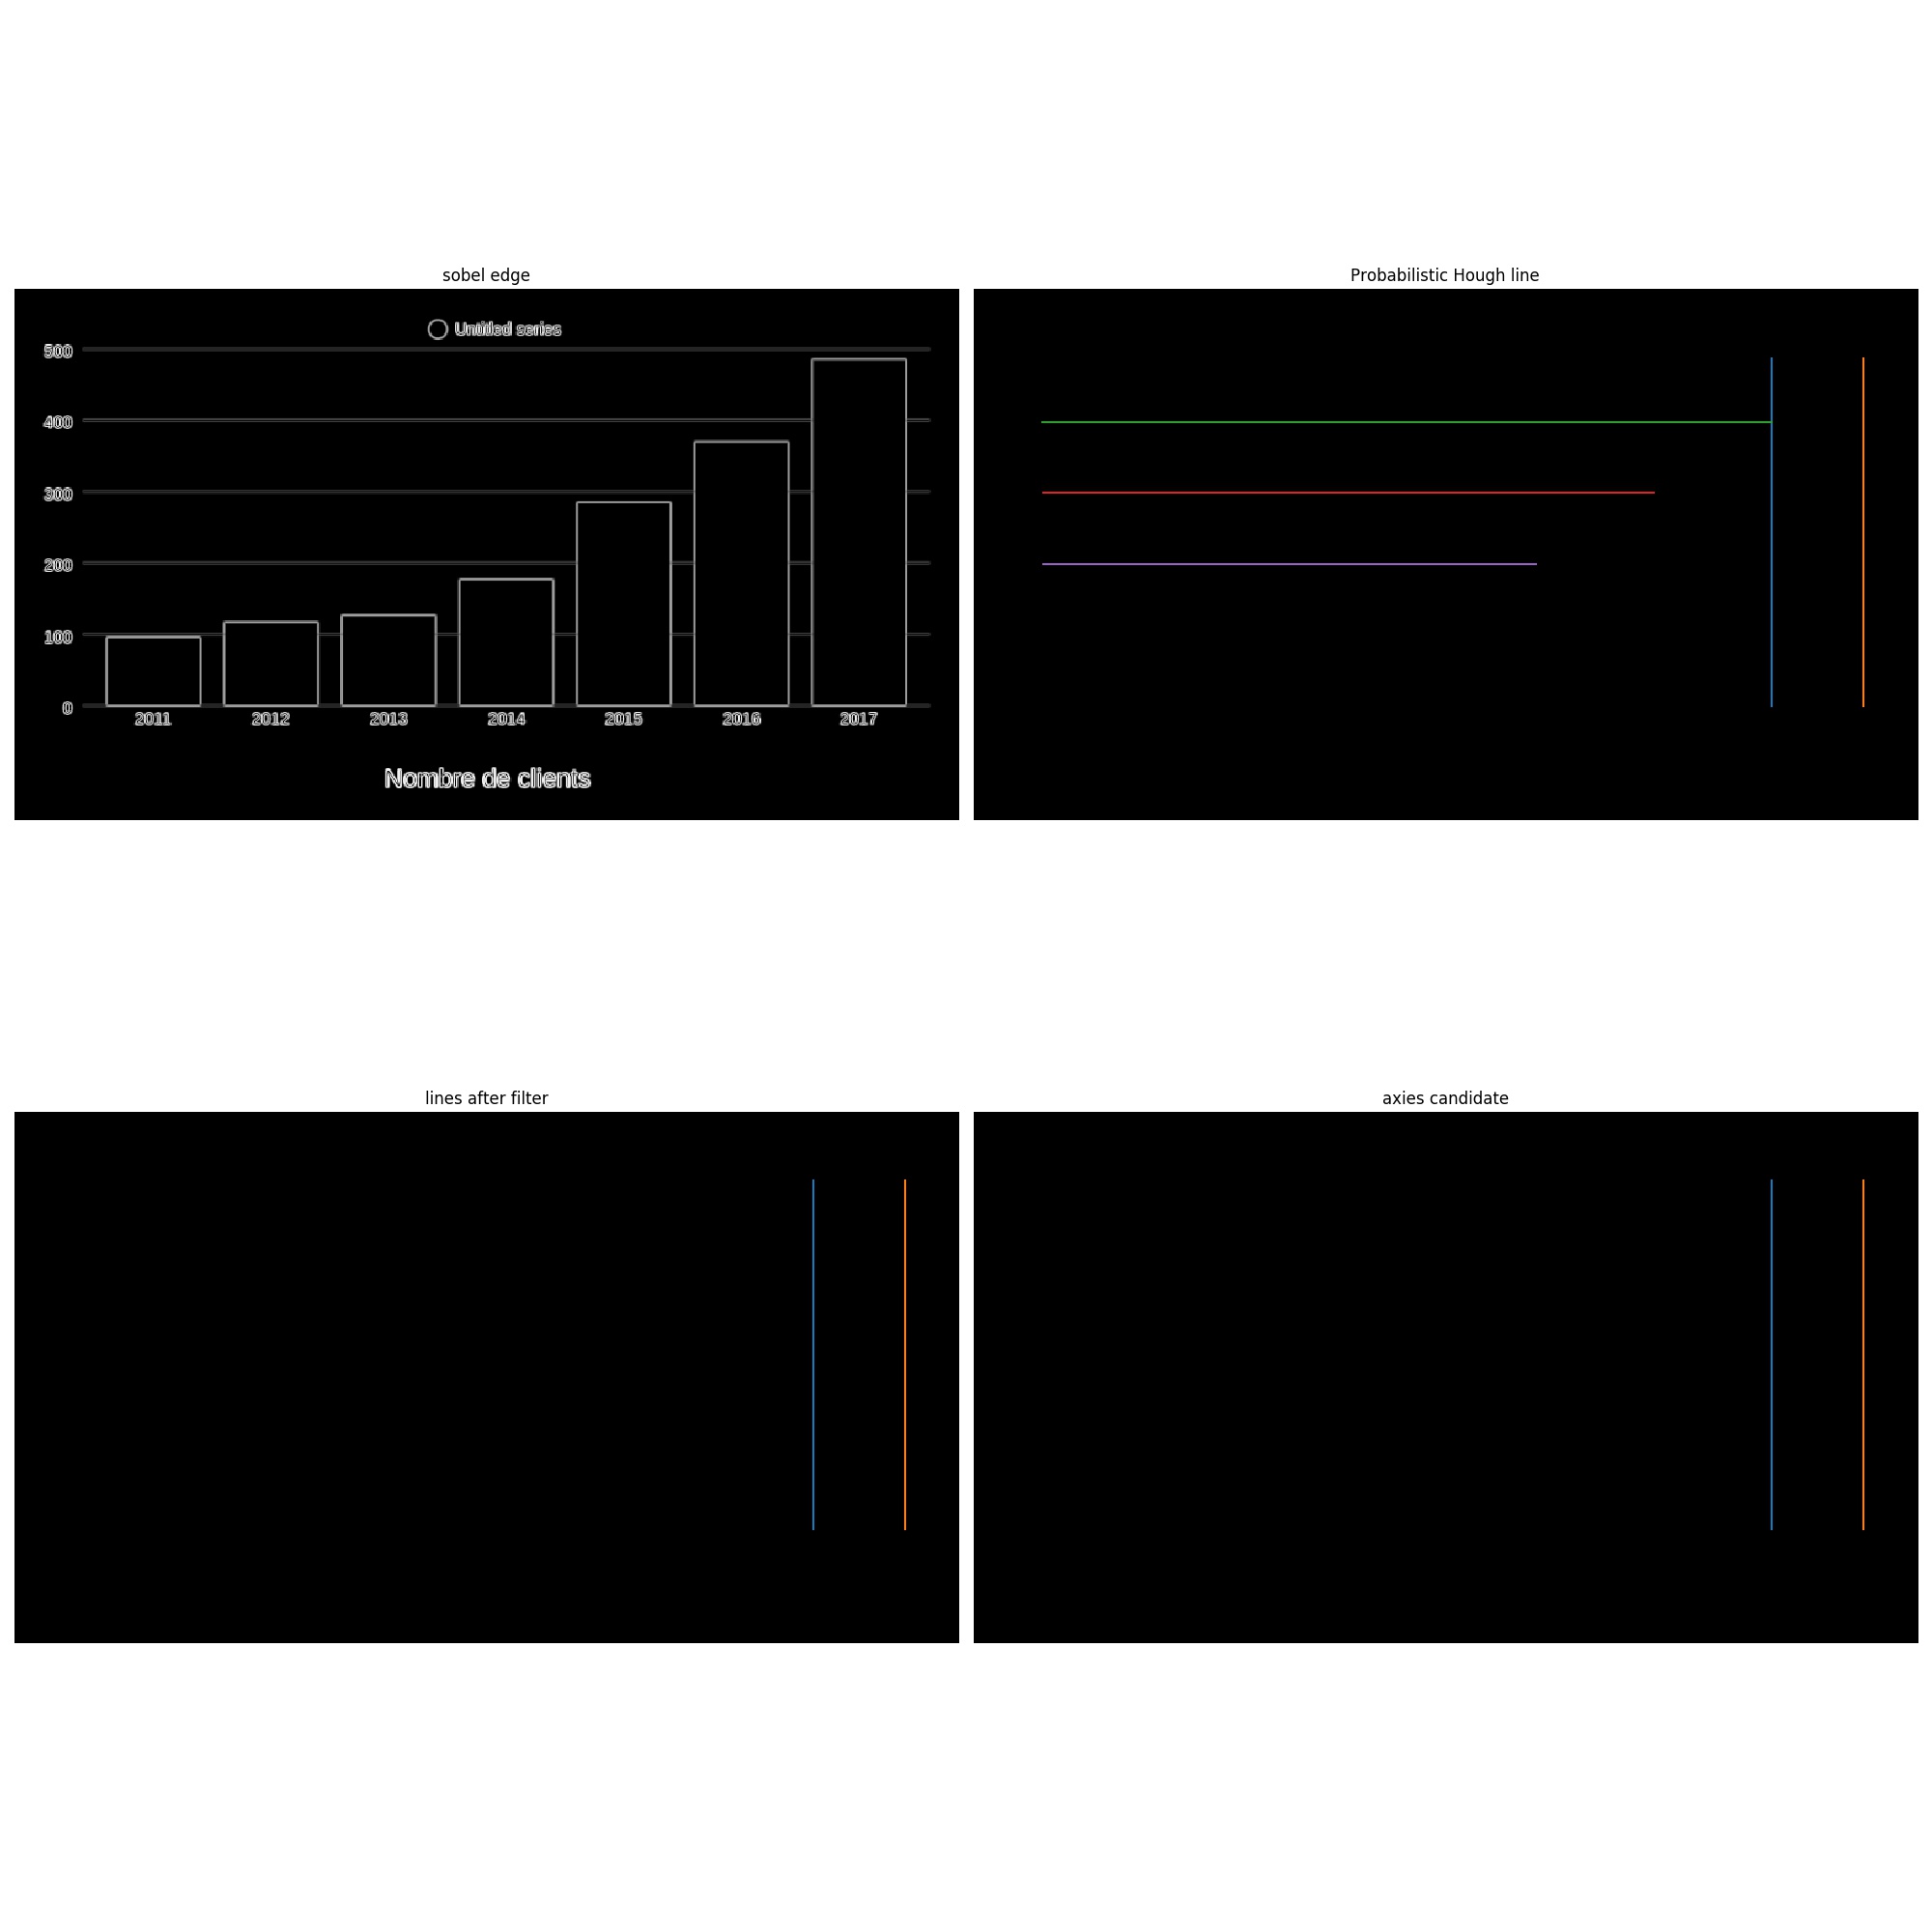 sobel edge
Untitled series
500
400
300
200
100
0
2011 2012 2013 2014 2015 2016 2017
Nombre de clients
Probabilistic Hough line
lines after filter
axies candidate